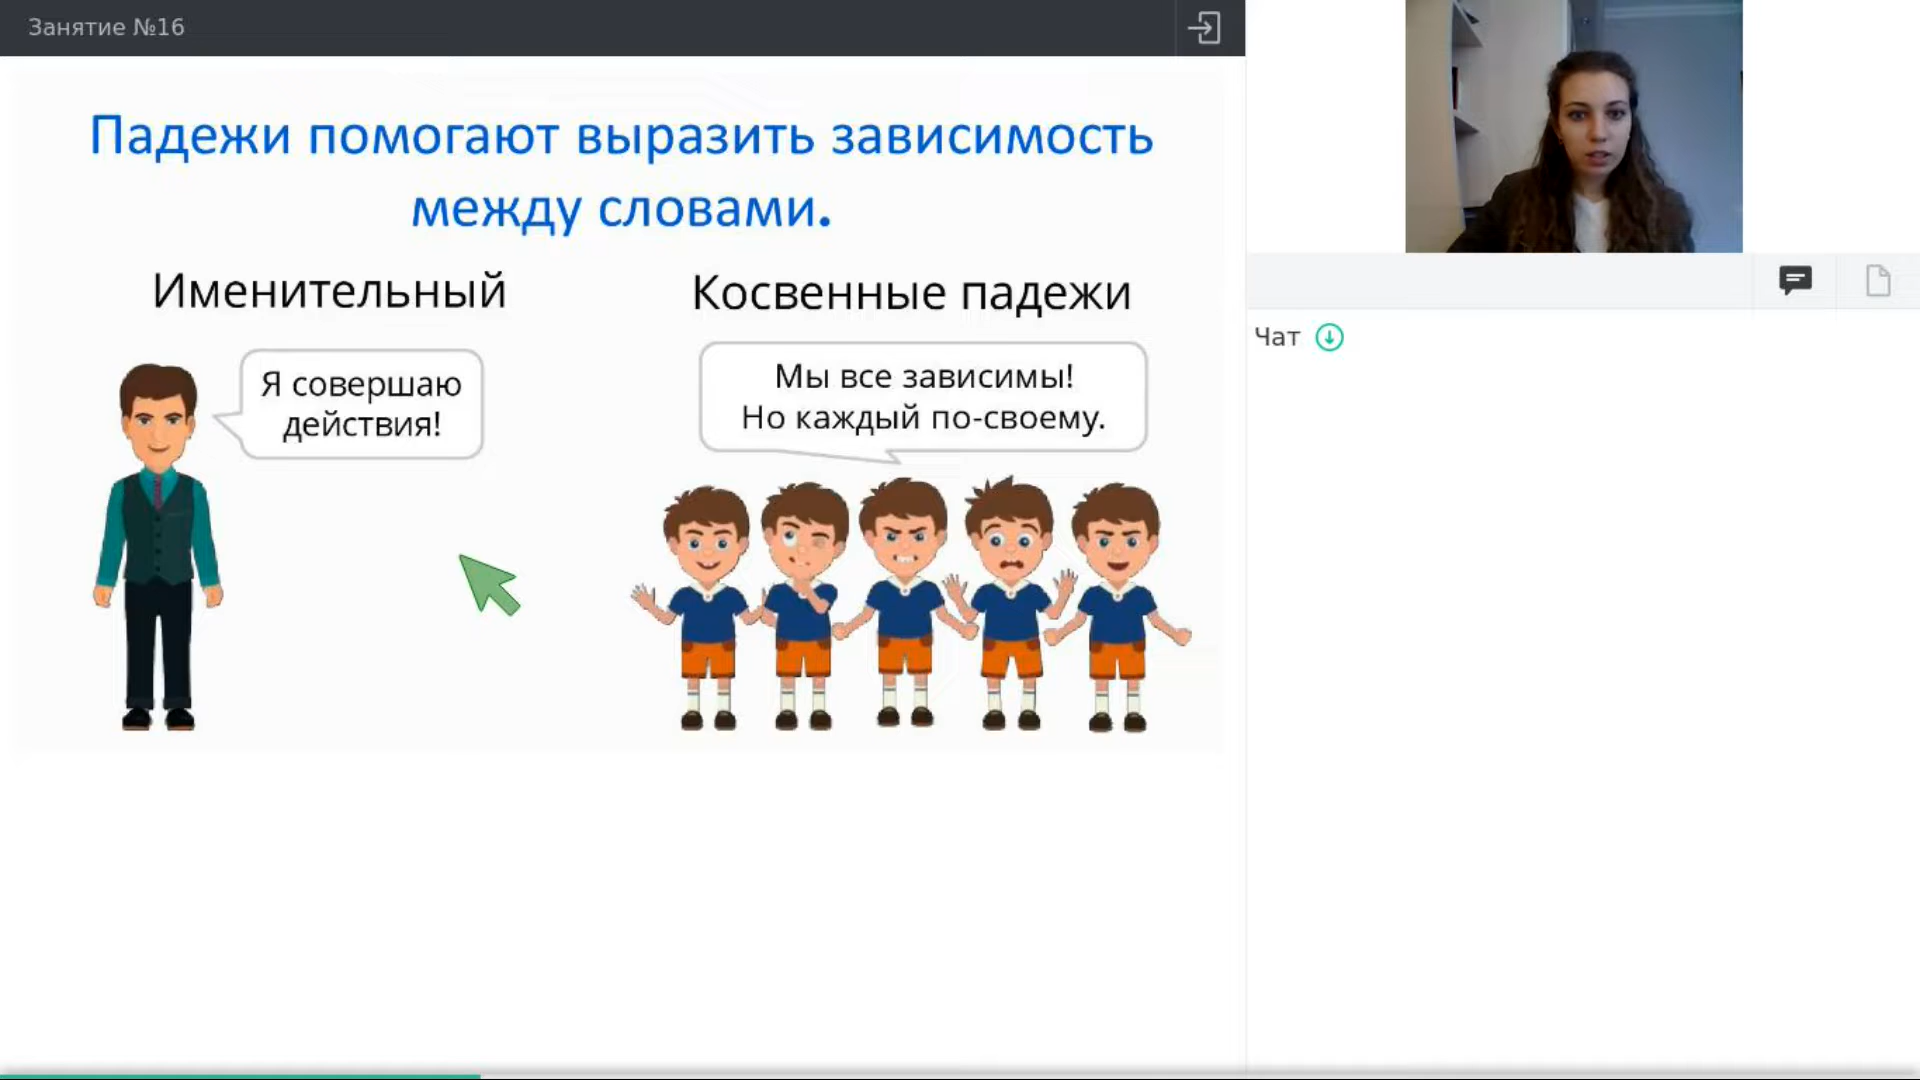 Занятие №16
Падежи помогают выразить зависимость
между словами.
Именительный
Косвенные падежи
Я совершаю
действия!
Мы все зависимы!
Но каждый по-своему.
Чат